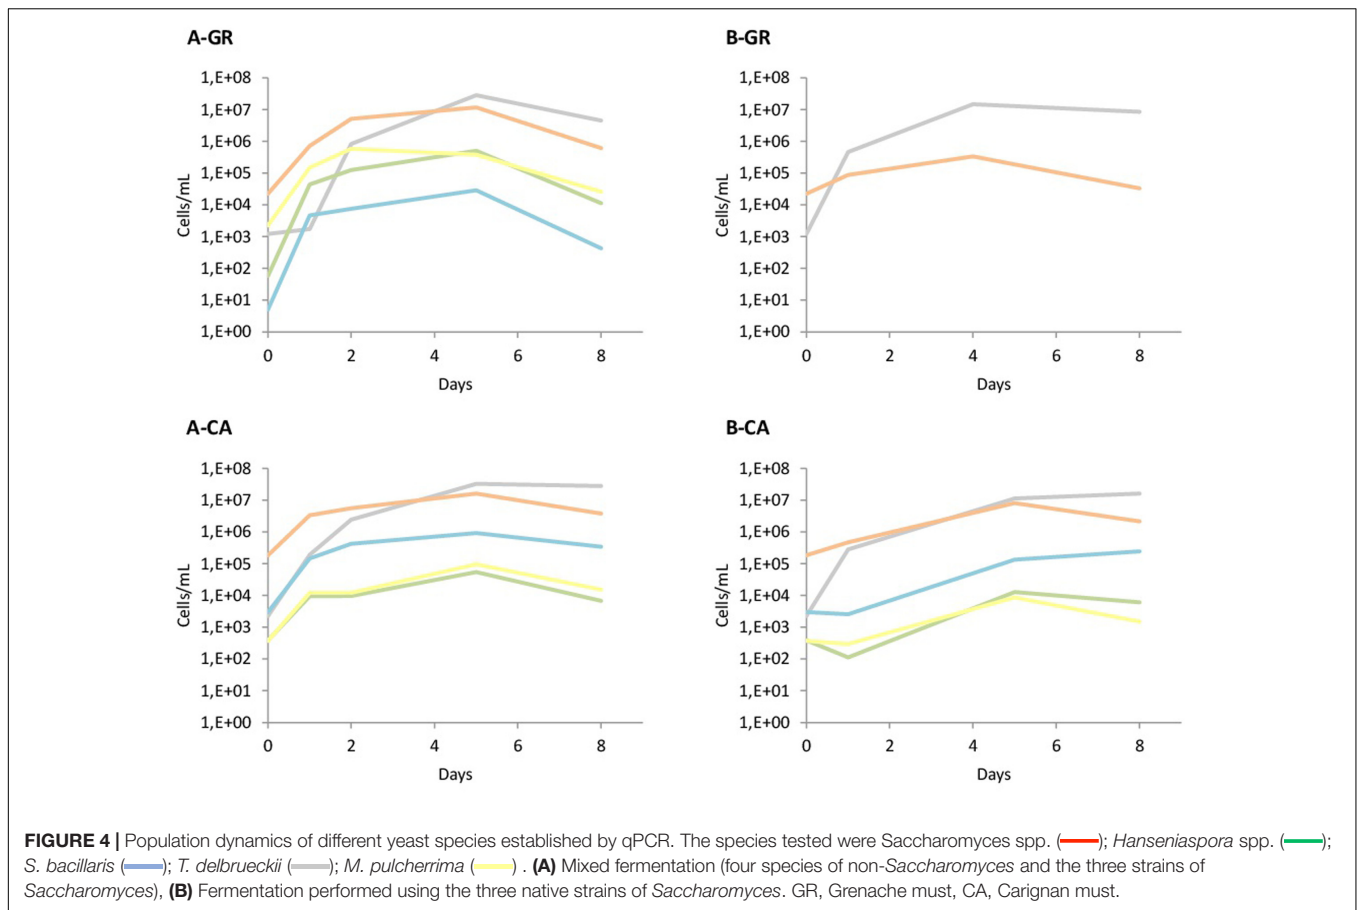 A-GR
1,E+08
1,E+07
1,E+06
1,E+05
1,E+04
1,E+03
1,E+02
1,E+01
1,E+00
Cells/mL
0 2 4 6 8
Days
B-GR
1,E+08
1,E+07
1,E+06
1,E+05
1,E+04
1,E+03
1,E+02
1,E+01
1,E+00
Cells/mL
0 2 4 6 8
Days
A-CA
1,E+08
1,E+07
1,E+06
1,E+05
1,E+04
1,E+03
1,E+02
1,E+01
1,E+00
Cells/mL
0 2 4 6 8
Days
B-CA
1,E+08
1,E+07
1,E+06
1,E+05
1,E+04
1,E+03
1,E+02
1,E+01
1,E+00
Cells/mL
0 2 4 6 8
Days
FIGURE 4 | Population dynamics of different yeast species established by qPCR. The species tested were Saccharomyces spp. ( ); Hanseniaspora spp. ( );
S. bacillaris ( ); T. delbrueckii ( ); M. pulcherrima ( ) . (A) Mixed fermentation (four species of non-Saccharomyces and the three strains of
Saccharomyces), (B) Fermentation performed using the three native strains of Saccharomyces. GR, Grenache must, CA, Carignan must.